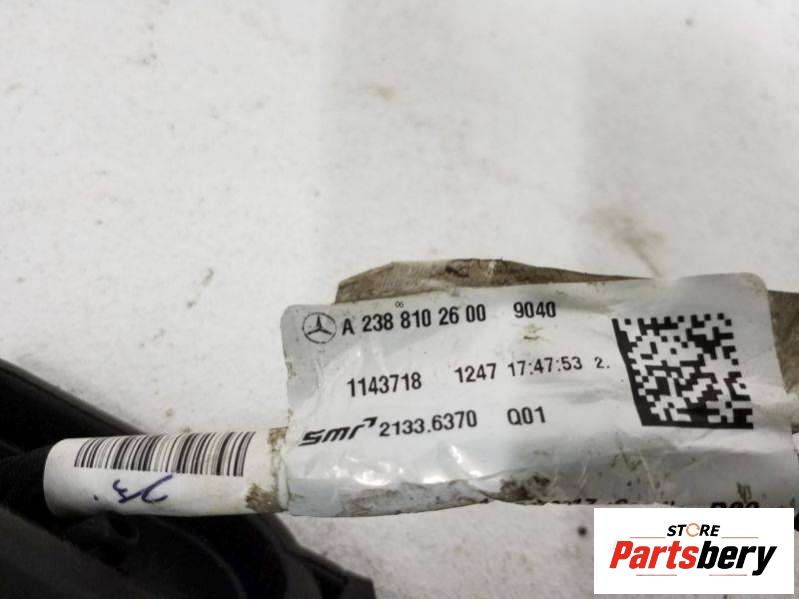 06
A 238 810 26 00 9040
1143718 1247 17:47:53 2.
smr 2133.6370 Q01
STORE
Partsbery